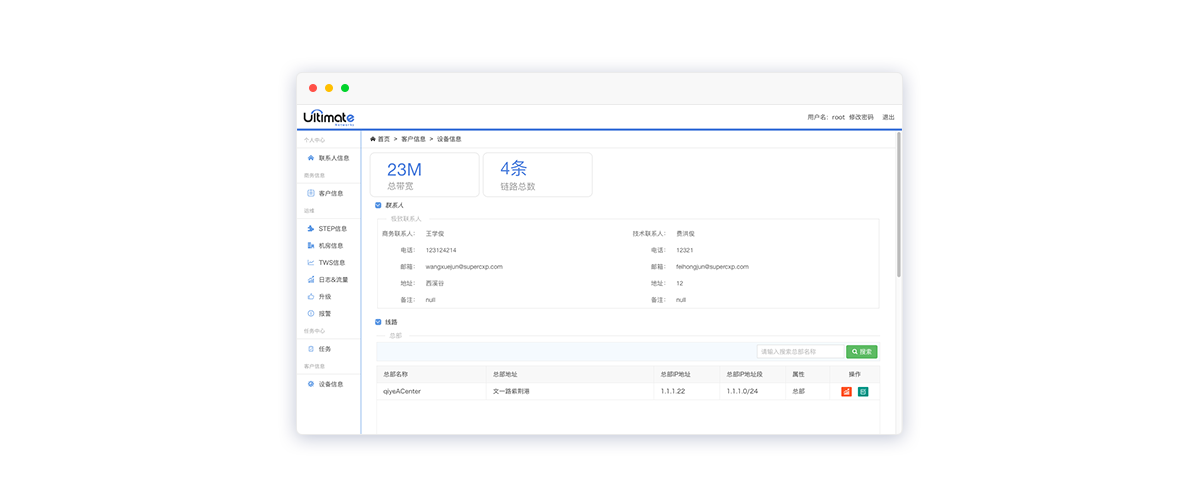 Ultimate
Networks
用户名: root 修改密码 退出
个人中心
联系人信息
商务信息
客户信息
运维
STEP信息
机房信息
TWS信息
日志&流量
升级
报警
任务中心
任务
客户信息
设备信息
首页 > 客户信息 > 设备信息
23M
总带宽
4条
链路总数
联系人
我找联系人
商务联系人: 王学俊 技术联系人: 费洪俊
电话: 123124214 电话: 12321
邮箱: wangxuejun@supercxp.com 邮箱: feihongjun@supercxp.com
地址: 西溪谷 地址: 12
备注: null 备注: null
线路
总部
请输入搜索总部名称 搜索
总部名称 总部地址 总部IP地址 总部IP地址段 属性 操作
qiyeACenter 文一路紫荆港 1.1.1.22 1.1.1.0/24 总部